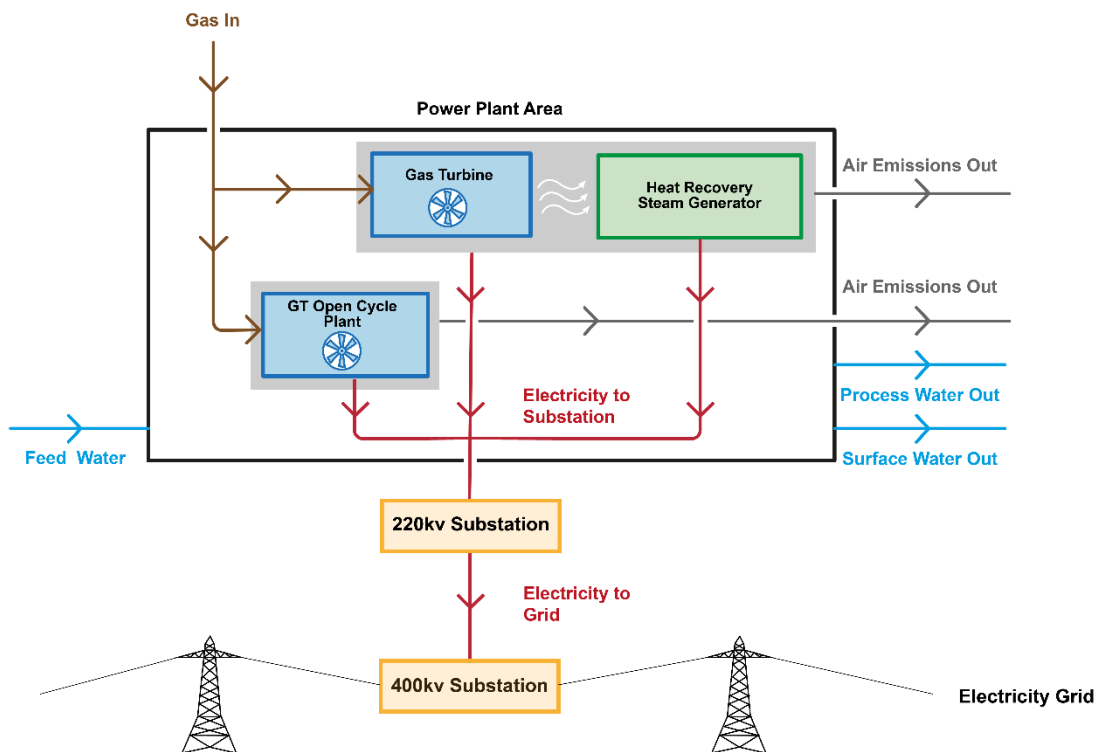 Gas In
Power Plant Area
Gas Turbine
Heat Recovery
Steam Generator
Air Emissions Out
GT Open Cycle
Plant
Air Emissions Out
Electricity to
Substation
Process Water Out
Feed Water
Surface Water Out
220kv Substation
Electricity to
Grid
400kv Substation
Electricity Grid